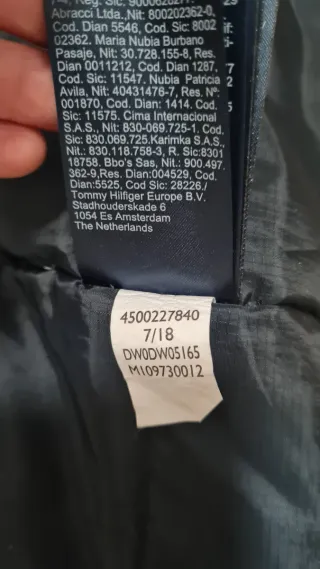 Abracci Ltda.,Nit: 800202362-0.
Cod. Dian 5546, Cod. Sic: 8002
02362. Maria Nubia Burbano
Pasaje, Nit: 30.728.155-8, Res.
Dian 0011212, Cod. Dian 1287,
Cod. Sic: 11547. Nubia Patricia
Avila, Nit: 40431476-7, Res. Nº:
001870, Cod. Dian: 1414. Cod.
Sic: 11575. Cima Internacional
S.A.S., Nit: 830-069.725-1. Cod.
Sic: 830.069.725.Karimka S.A.S.,
Nit.: 830.118.758-3, R. Sic:8301
18758. Bbo's Sas, Nit.: 900.497.
362-9,Res. Dian:004529, Cod.
Dian:5525, Cod Sic: 28226./
Tommy Hilfiger Europe B.V.
Stadhouderskade 6
1054 Es Amsterdam
The Netherlands
4500227840
7/18
DW0DW05165
M109730012